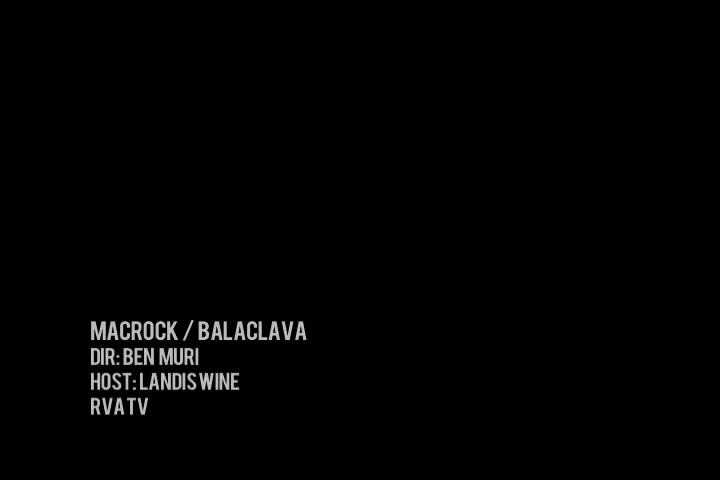 MACROCK / BALACLAVA
DIR: BEN MURI
HOST: LANDIS WINE
RVATV